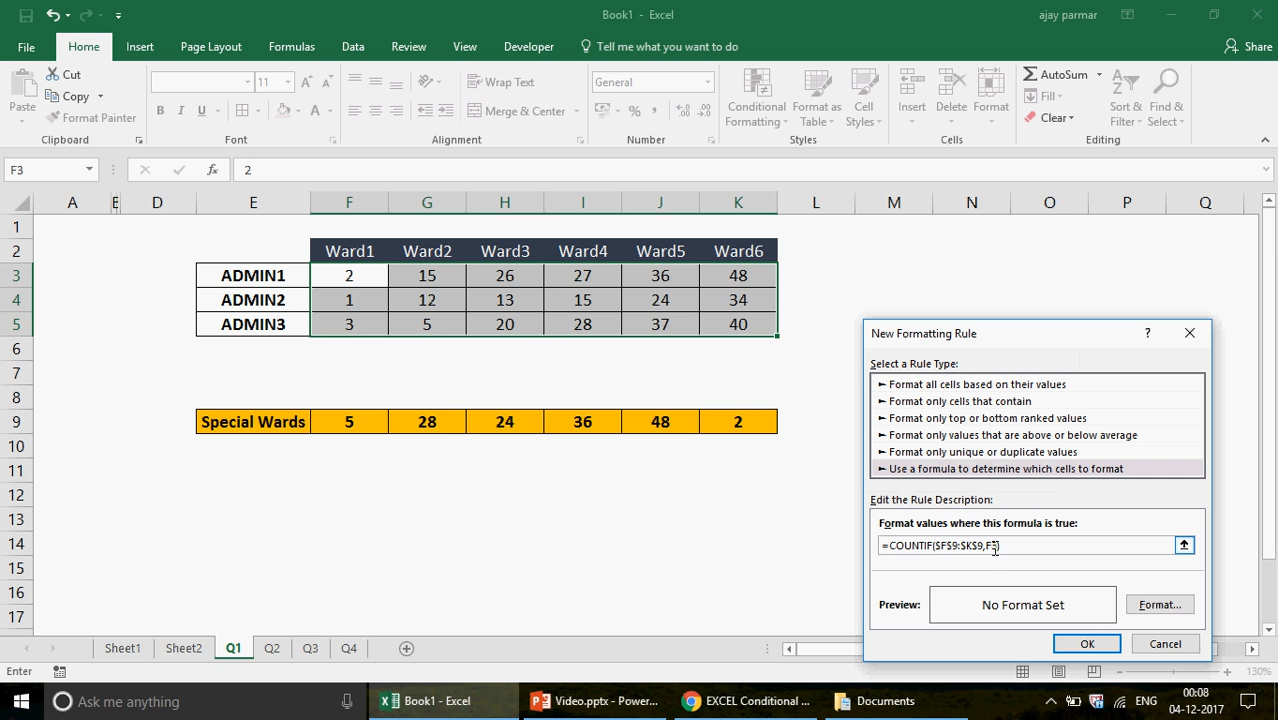 Book1 - Excel
ajay parmar
File Home Insert Page Layout Formulas Data Review View Developer Tell me what you want to do Share
Paste
Cut
Copy
Format Painter
Clipboard
11
B I U
Font
Wrap Text
Merge & Center
Alignment
General
Number
Conditional Formatting
Format as Table
Cell Styles
Styles
Insert Delete Format
Cells
AutoSum
Fill
Clear
Sort & Filter
Find & Select
Editing
F3 fx 2
A E D E F G H I J K L M N O P Q
1
2 Ward1 Ward2 Ward3 Ward4 Ward5 Ward6
3 ADMIN1 2 15 26 27 36 48
4 ADMIN2 1 12 13 15 24 34
5 ADMIN3 3 5 20 28 37 40
6
7
8
9 Special Wards 5 28 24 36 48 2
10
11
12
13
14
15
16
17
New Formatting Rule ?
Select a Rule Type:
► Format all cells based on their values
► Format only cells that contain
► Format only top or bottom ranked values
► Format only values that are above or below average
► Format only unique or duplicate values
► Use a formula to determine which cells to format
Edit the Rule Description:
Format values where this formula is true:
=COUNTIF($F$9:$K$9,F3)
Preview: No Format Set Format...
OK Cancel
Sheet1 Sheet2 Q1 Q2 Q3 Q4
Enter 130%
Ask me anything
Book1 - Excel
Video.pptx - Power...
EXCEL Conditional ...
Documents
ENG
00:08
04-12-2017